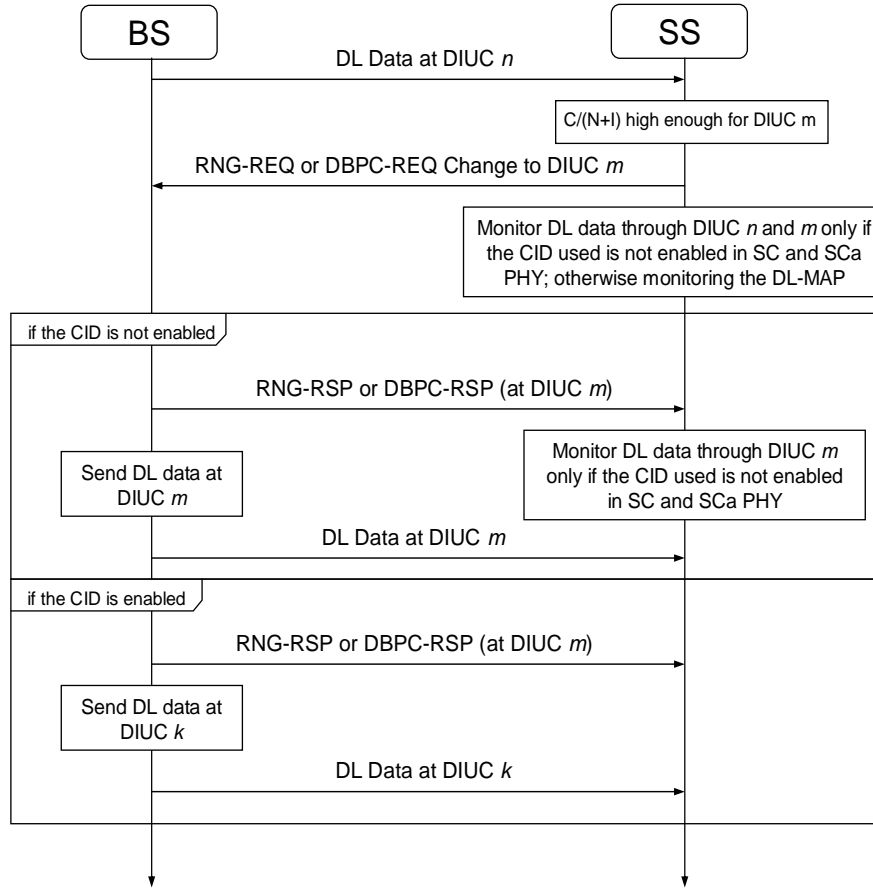 BS
SS
DL Data at DIUC n
C/(N+I) high enough for DIUC m
RNG-REQ or DBPC-REQ Change to DIUC m
Monitor DL data through DIUC n and m only if
the CID used is not enabled in SC and SCa
PHY; otherwise monitoring the DL-MAP
if the CID is not enabled
RNG-RSP or DBPC-RSP (at DIUC m)
Send DL data at
DIUC m
Monitor DL data through DIUC m
only if the CID used is not enabled
in SC and SCa PHY
DL Data at DIUC m
if the CID is enabled
RNG-RSP or DBPC-RSP (at DIUC m)
Send DL data at
DIUC k
DL Data at DIUC k